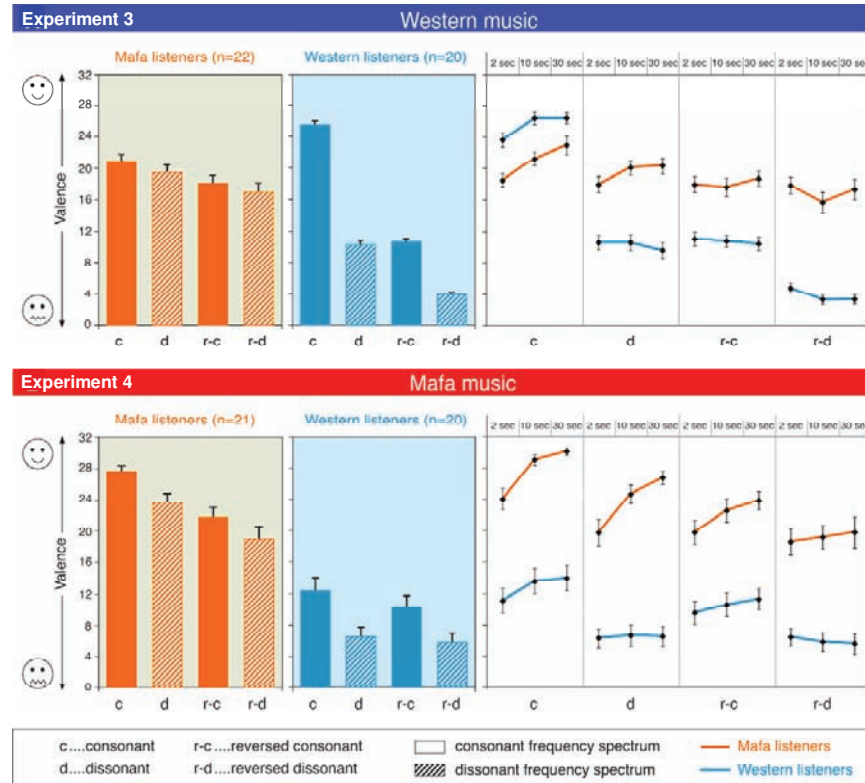 Experiment 3 Western music
Mafa listeners (n=22) Western listeners (n=20) 2 sec 10 sec 30 sec 2 sec 10 sec 30 sec 2 sec 10 sec 30 sec 2 sec 10 sec 30 sec
32
28
24
20
16
12
8
4
0
Valence
c d r-c r-d c d r-c r-d c d r-c r-d
Experiment 4 Mafa music
Mafa listeners (n=21) Western listeners (n=20) 2 sec 10 sec 30 sec 2 sec 10 sec 30 sec 2 sec 10 sec 30 sec 2 sec 10 sec 30 sec
32
28
24
20
16
12
8
4
0
Valence
c d r-c r-d c d r-c r-d c d r-c r-d
c ....consonant r-c ....reversed consonant consonant frequency spectrum Mafa listeners
d....dissonant r-d ....reversed dissonant dissonant frequency spectrum Western listeners